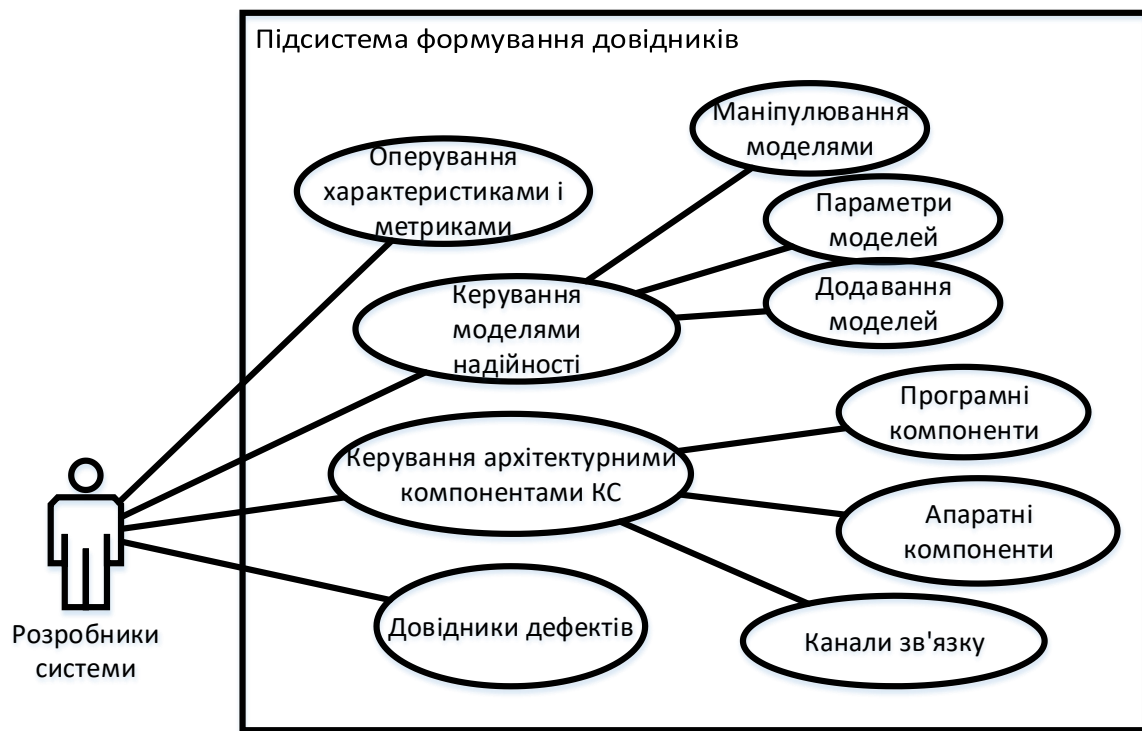 Підсистема формування довідників
Маніпулювання
моделями
Оперування
характеристиками і
метриками
Параметри
моделей
Керування
моделями
надійності
Додавання
моделей
Програмні
компоненти
Керування архітектурними
компонентами КС
Апаратні
компоненти
Довідники дефектів
Канали зв'язку
Розробники
системи